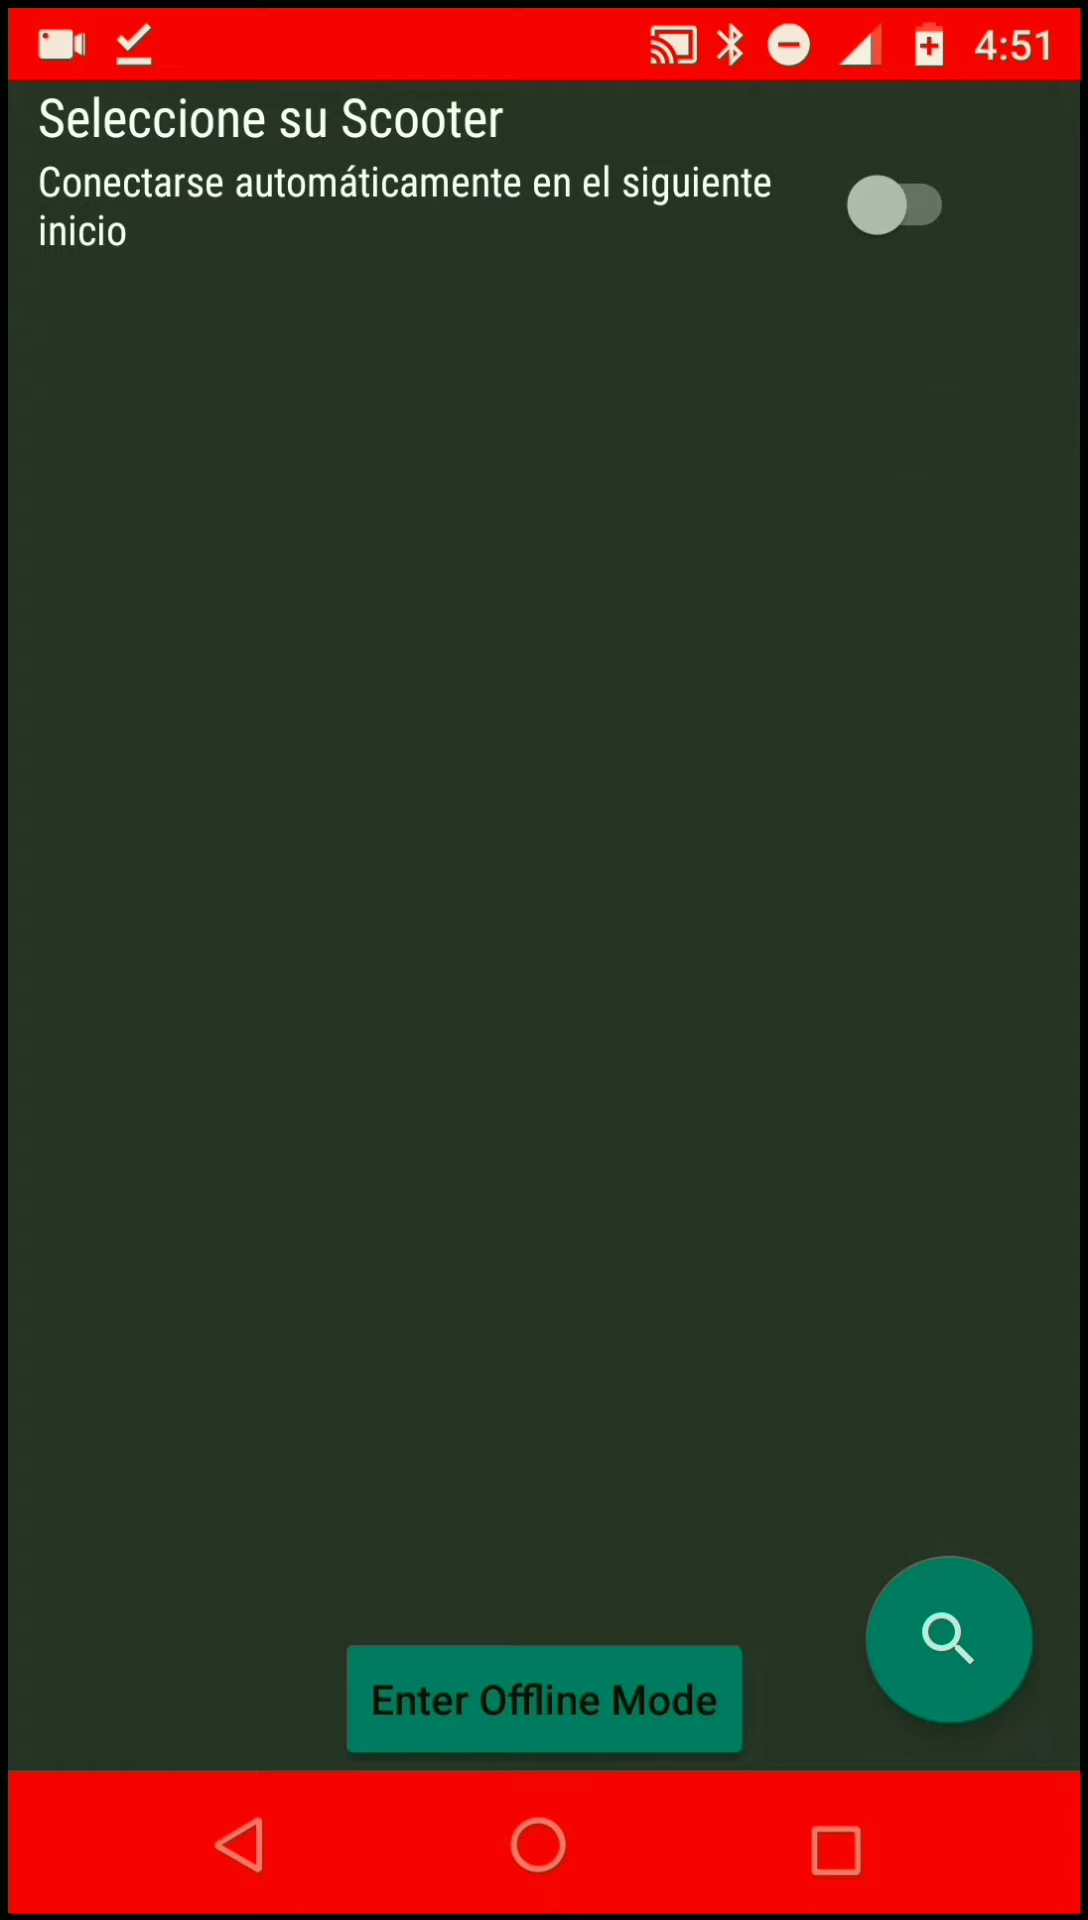 4:51
Seleccione su Scooter
Conectarse automáticamente en el siguiente
inicio
Enter Offline Mode